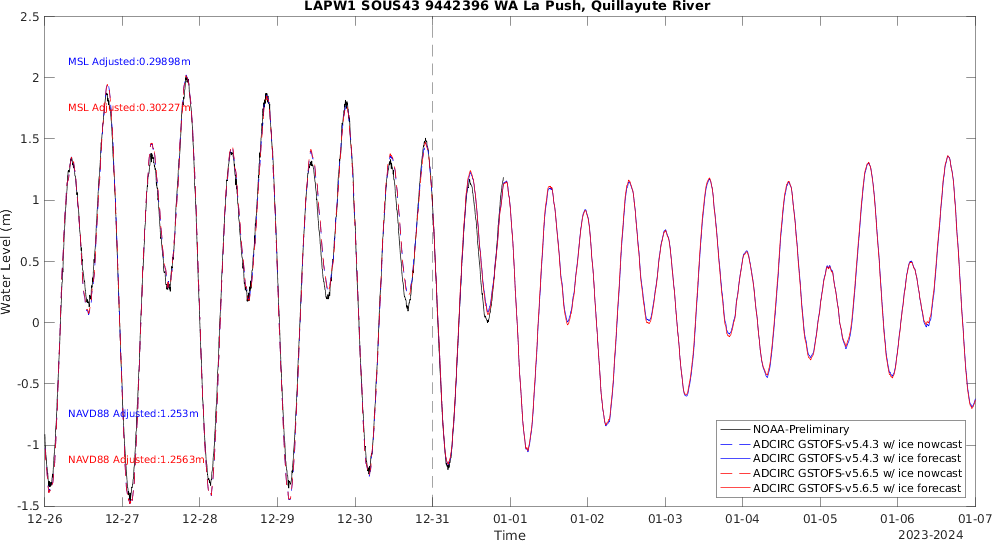 LAPW1 SOUS43 9442396 WA La Push, Quillayute River
2.5
2
1.5
1
0.5
0
-0.5
-1
-1.5
Water Level (m)
MSL Adjusted:0.29898m
MSL Adjusted:0.30227m
NAVD88 Adjusted:1.253m
NAVD88 Adjusted:1.2563m
NOAA-Preliminary
ADCIRC GSTOFS-v5.4.3 w/ ice nowcast
ADCIRC GSTOFS-v5.4.3 w/ ice forecast
ADCIRC GSTOFS-v5.6.5 w/ ice nowcast
ADCIRC GSTOFS-v5.6.5 w/ ice forecast
12-26 12-27 12-28 12-29 12-30 12-31 01-01 01-02 01-03 01-04 01-05 01-06 01-07
Time
2023-2024